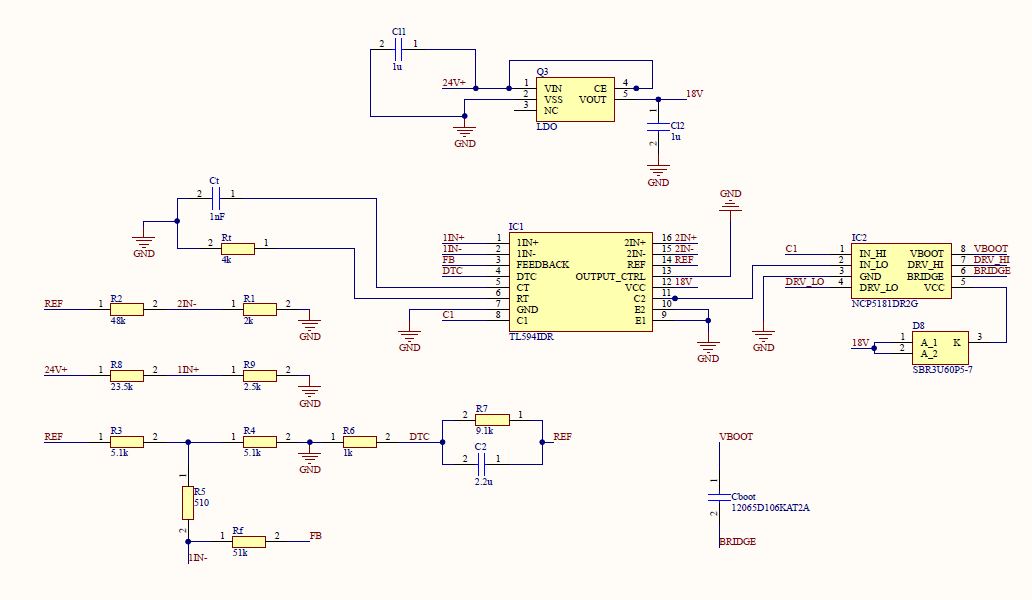 C11
2 1
1u
24V+
Q3
1 VIN CE 4
2 VSS VOUT 5
3 NC
LDO
18V
GND
1
C12
1u
2
GND
Ct
2 1
1nF
GND
Rt
2 1
4k
GND
IC1
1IN+ 1 1IN+ 2IN+ 16 2IN+
1IN- 2 1IN- 2IN- 15 2IN-
FB 3 FEEDBACK REF 14 REF
DTC 4 DTC OUTPUT_CTRL 13
5 CT VCC 12 18V
6 RT C2 11
7 GND E2 10
C1 8 C1 E1 9
TL594IDR
GND
GND
IC2
C1 1 IN_HI VBOOT 8 VBOOT
2 IN_LO DRV_HI 7 DRV_HI
3 GND BRIDGE 6 BRIDGE
DRV_LO 4 DRV_LO VCC 5
NCP5181DR2G
GND
D8
18V 1 A_1 K 3
2 A_2
SBR3U60P5-7
REF 1 R2 2 2IN- 1 R1 2
48k 2k
GND
24V+ 1 R8 2 1IN+ 1 R9 2
23.5k 2.5k
GND
REF 1 R3 2 1 R4 2 1 R6 2 DTC
5.1k 5.1k 1k
GND
R7
2 1
9.1k
REF
C2
2 1
2.2u
1
R5
510
2
Rf
1 2 FB
51k
1IN-
VBOOT
1
Cboot
12065D106KAT2A
2
BRIDGE